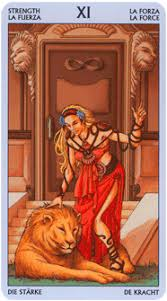 STRENGTH
LA FUERZA
XI
LA FORZA
LA FORCE
DIE STÄRKE
DE KRACHT